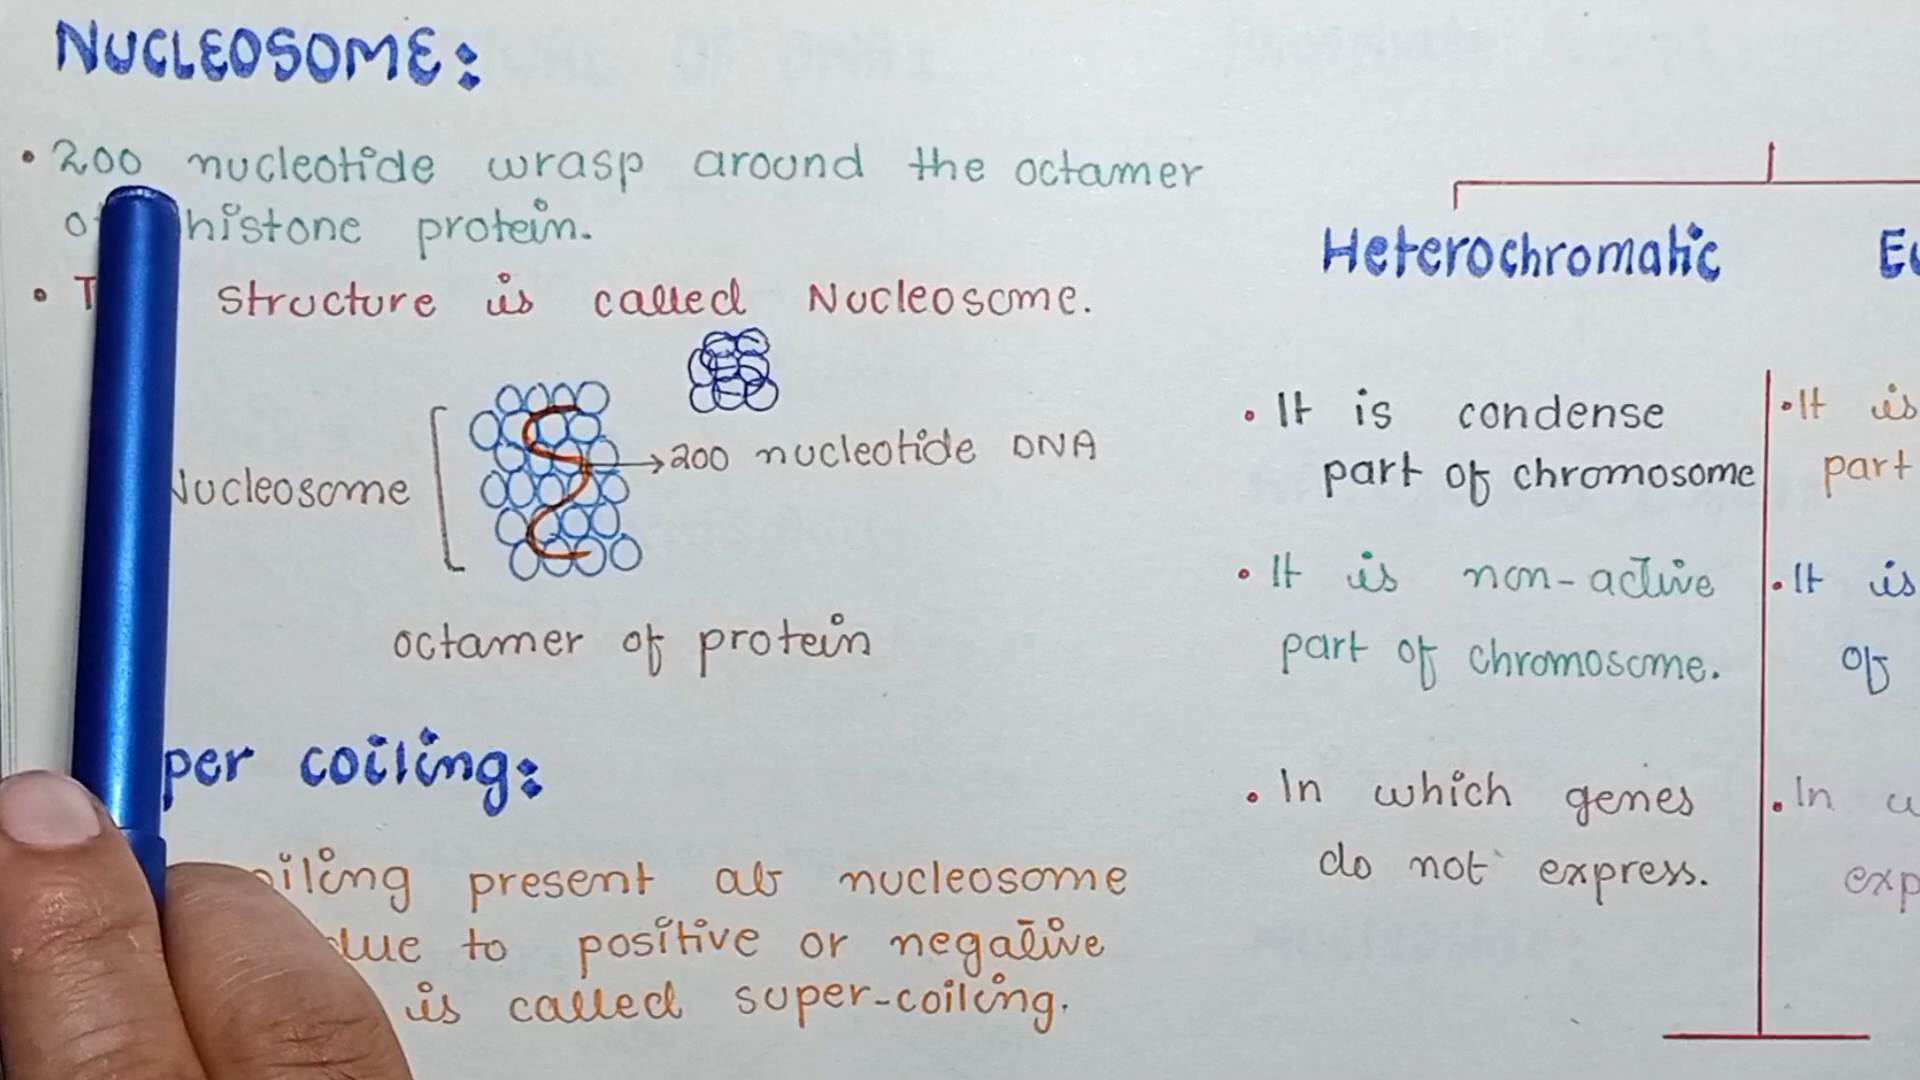 NUCLEOSOME:
• 200 nucleotide wrasp around the octamer
histone protein.
• structure is called Nucleosome.
Nucleosome
→200 nucleotide DNA
octamer of protein
per coiling:
oiling present at nucleosome
due to positive or negative
is called super-coiling.
Heterochromatic
• It is condense
part of chromosome
• It is non-active
part of chromosome.
• In which genes
do not express.
Eu
• It is
part
• It is
of
• In w
exp